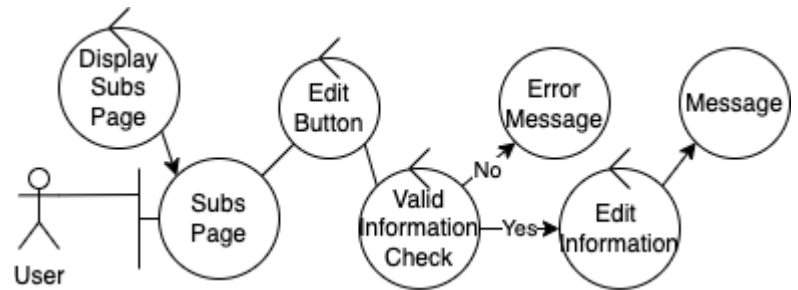 Display
Subs
Page
Edit
Button
Error
Message
Message
No
Subs
Page
Valid
Information
Check
Yes
Edit
Information
User